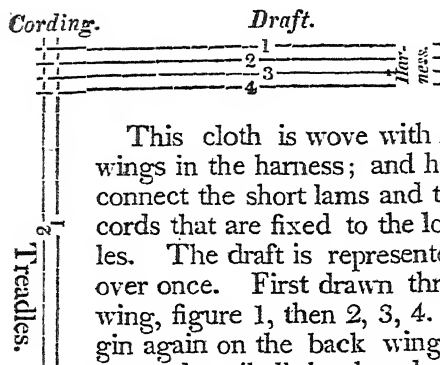 Cording. Draft.
1
2
3
4
Har-
ness.
This cloth is wove with
wings in the harness; and h
connect the short lams and t
cords that are fixed to the lo
les. The draft is represente
over once. First drawn thr
wing, figure 1, then 2, 3, 4.
gin again on the back wing
2 1
Treadles.